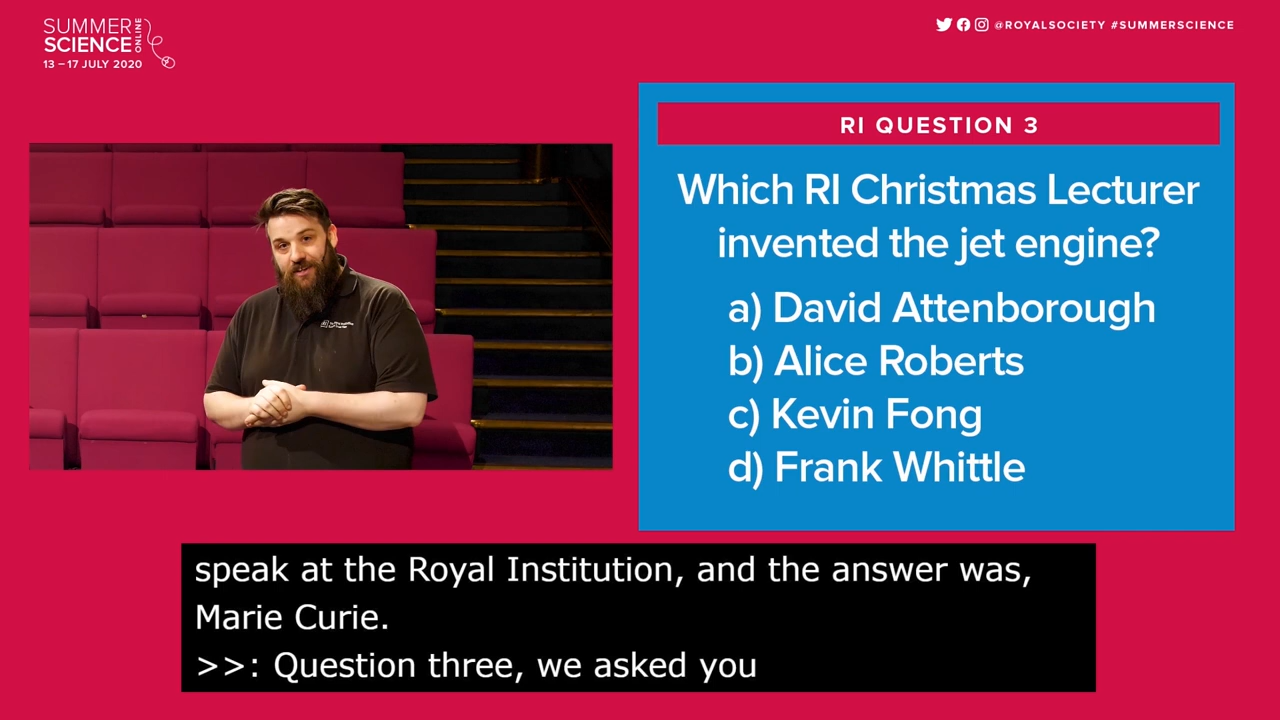 SUMMER
SCIENCE
ONLINE
13 – 17 JULY 2020
@ROYALSOCIETY #SUMMERSCIENCE
RI QUESTION 3
Which RI Christmas Lecturer
invented the jet engine?
a) David Attenborough
b) Alice Roberts
c) Kevin Fong
d) Frank Whittle
speak at the Royal Institution, and the answer was,
Marie Curie.
>>: Question three, we asked you